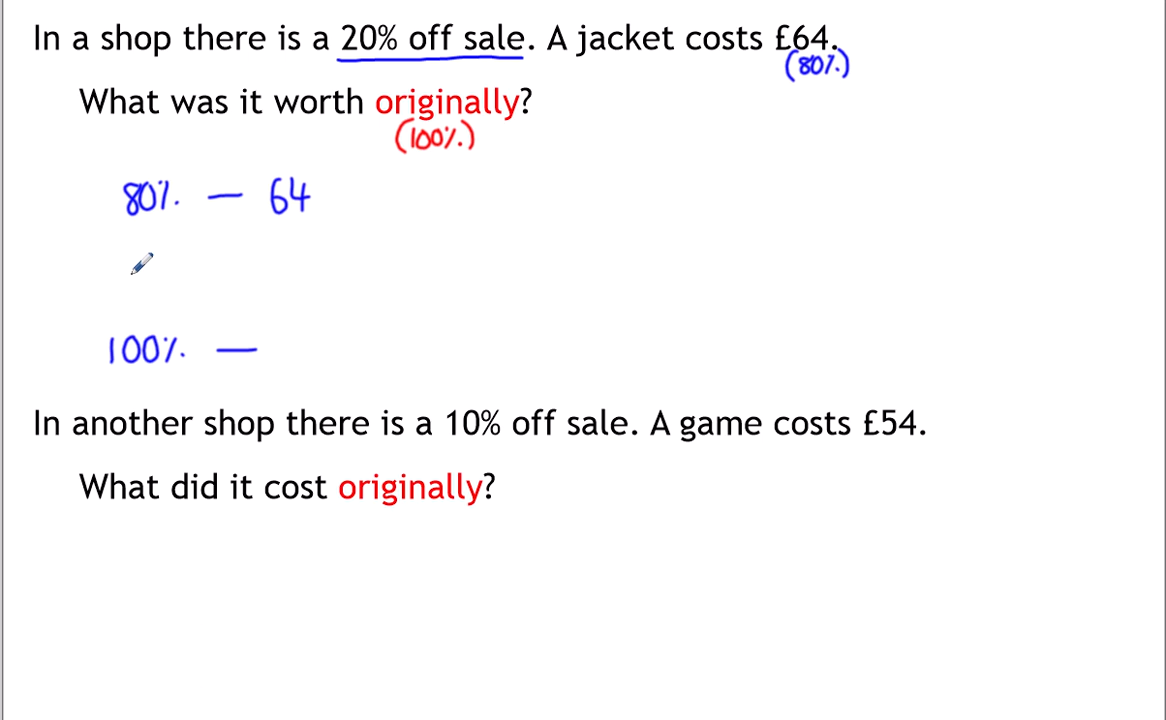 In a shop there is a 20% off sale. A jacket costs £64.
(80%)
What was it worth originally?
(100%)
80% — 64
100% —
In another shop there is a 10% off sale. A game costs £54.
What did it cost originally?